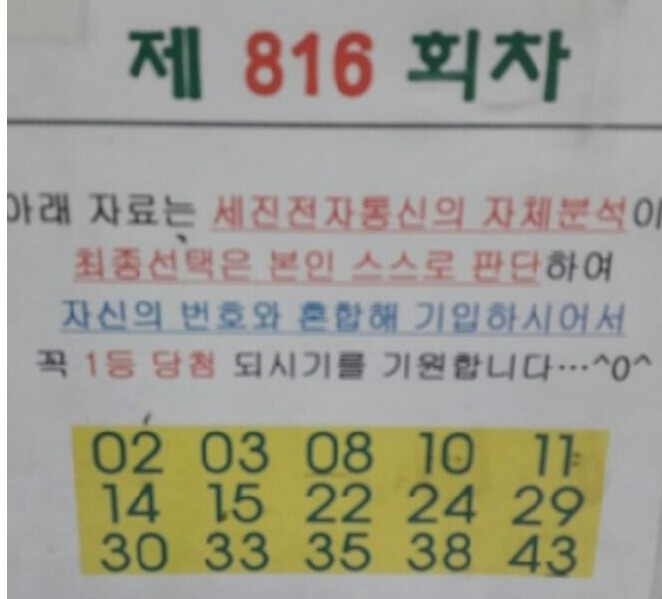 제 816 회차
아래 자료는 세진전자통신의 자체분석이
최종선택은 본인 스스로 판단하여
자신의 번호와 혼합해 기입하시어서
꼭 1등 당첨 되시기를 기원합니다…^0^
02 03 08 10 11
14 15 22 24 29
30 33 35 38 43